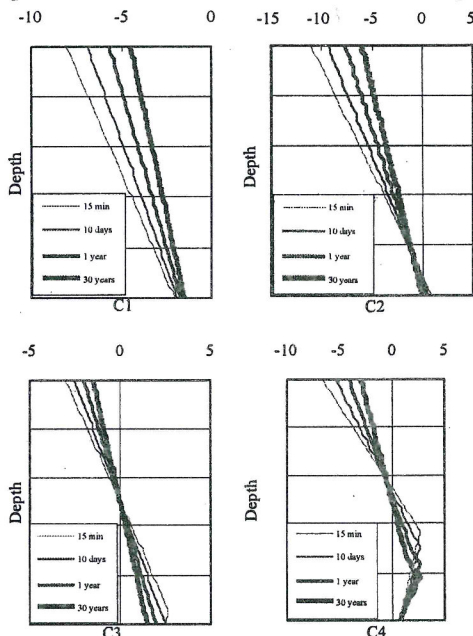 -10 -5 0
Depth
15 min
10 days
1 year
30 years
C1
-15 -10 -5 0 5
Depth
15 min
10 days
1 year
30 years
C2
-5 0 5
Depth
15 min
10 days
1 year
30 years
C3
-10 -5 0 5
Depth
15 min
10 days
1 year
30 years
C4